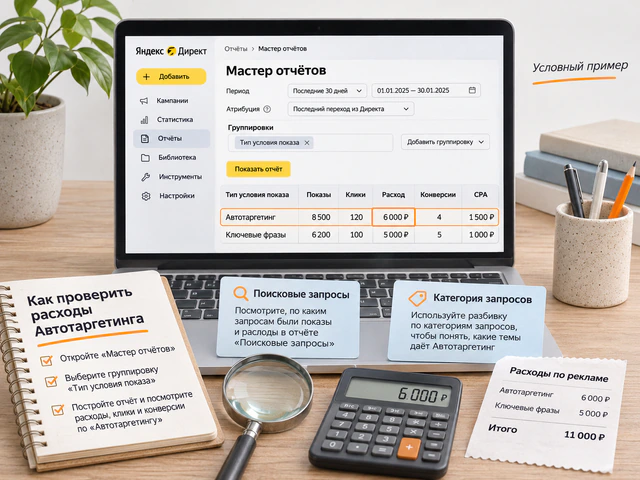 Яндекс Директ
Добавить
Кампании
Статистика
Отчёты
Библиотека
Инструменты
Настройки
Отчёты > Мастер отчётов
Мастер отчётов
Период
Последние 30 дней
01.01.2025 — 30.01.2025
Атрибуция
Последний переход из Директа
Группировки
Тип условия показа ×
Добавить группировку
Показать отчёт
Тип условия показа Показы Клики Расход Конверсии CPA
Автотаргетинг 8 500 120 6 000 ₽ 4 1 500 ₽
Ключевые фразы 6 200 100 5 000 ₽ 5 1 000 ₽
Условный пример
Как проверить
расходы
Автотаргетинга
Откройте «Мастер отчётов»
Выберите группировку
«Тип условия показа»
Постройте отчёт и посмотрите
расходы, клики и конверсии
по «Автотаргетингу»
Поисковые запросы
Посмотрите, по каким
запросам были показы
и расходы в отчёте
«Поисковые запросы»
Категория запросов
Используйте разбивку
по категориям запросов,
чтобы понять, какие темы
даёт Автотаргетинг
6 000 ₽
Расходы по рекламе
Автотаргетинг 6 000 ₽
Ключевые фразы 5 000 ₽
Итого 11 000 ₽